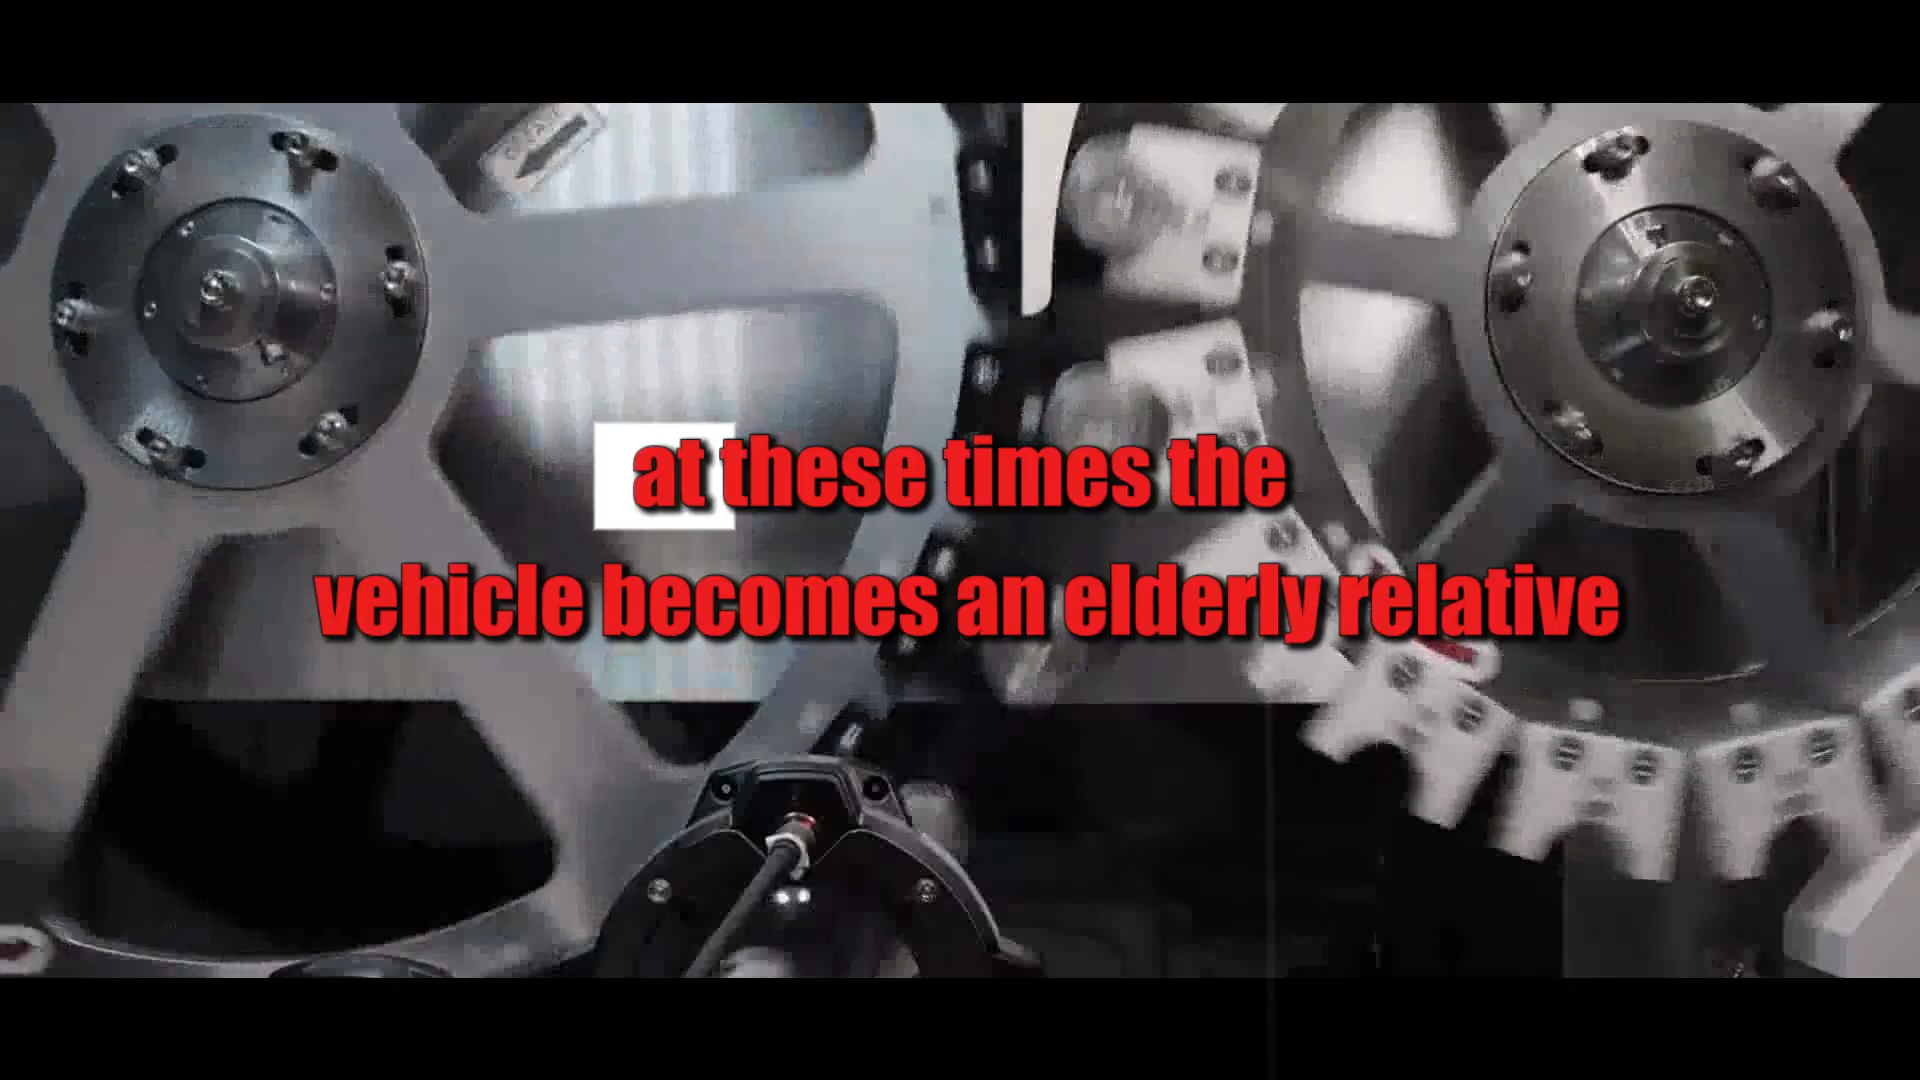 at these times the
vehicle becomes an elderly relative